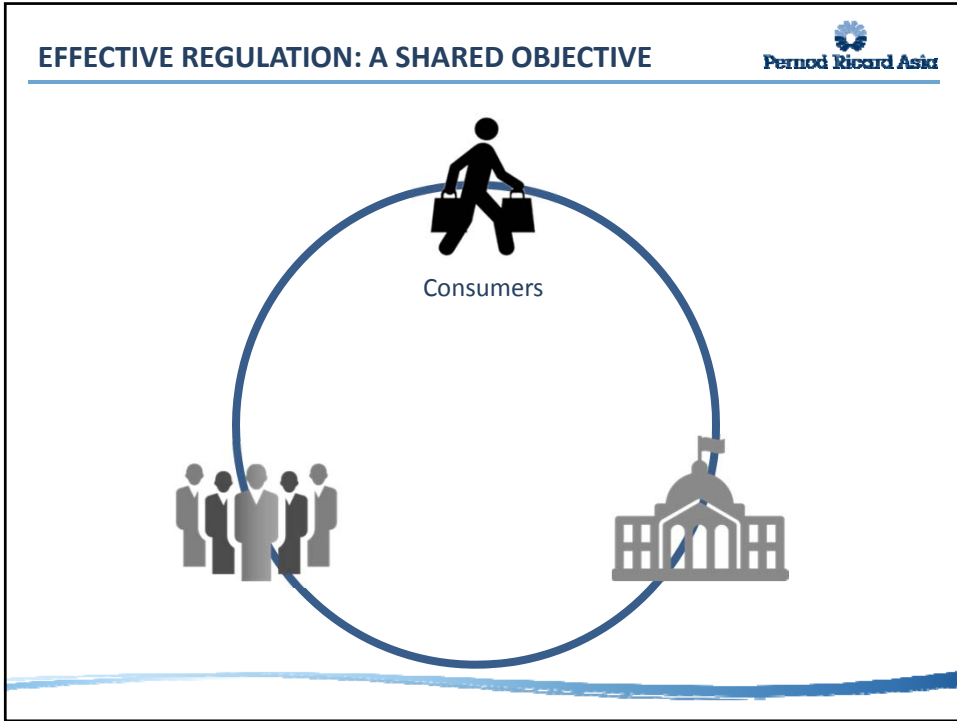 EFFECTIVE REGULATION: A SHARED OBJECTIVE
Pernod Ricard Asia
Consumers